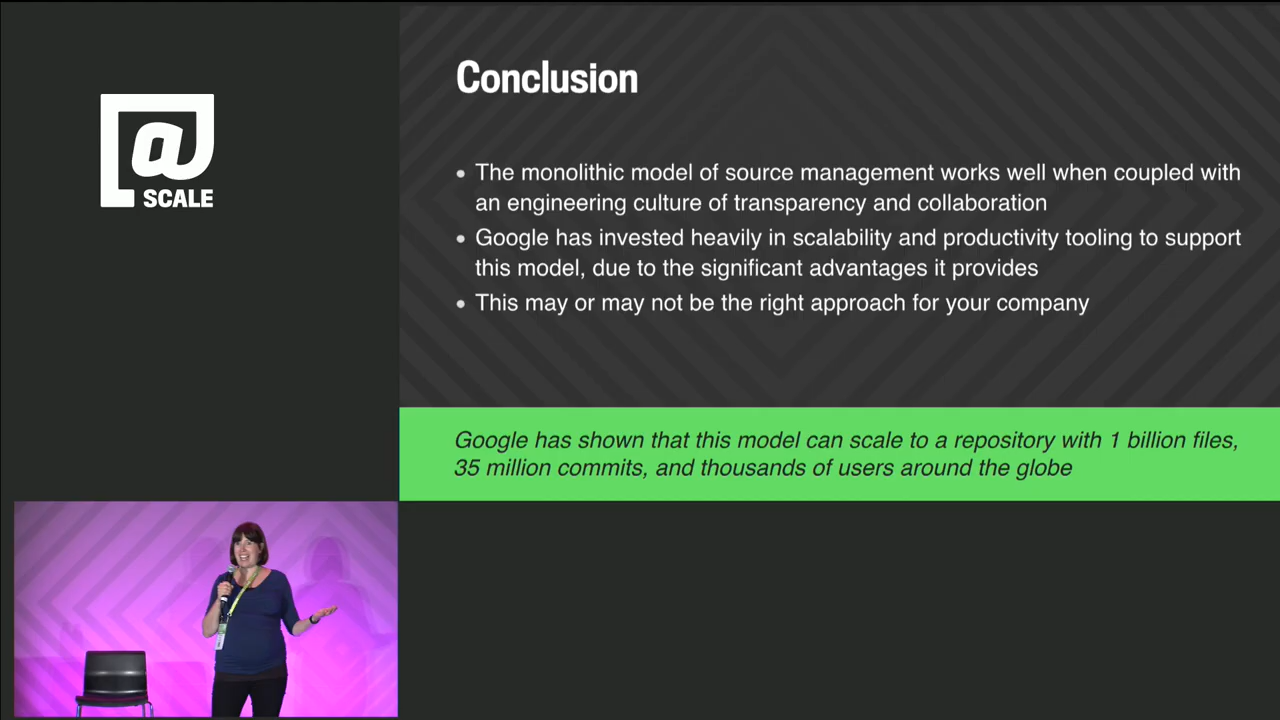 @
SCALE
Conclusion
• The monolithic model of source management works well when coupled with
an engineering culture of transparency and collaboration
• Google has invested heavily in scalability and productivity tooling to support
this model, due to the significant advantages it provides
• This may or may not be the right approach for your company
Google has shown that this model can scale to a repository with 1 billion files,
35 million commits, and thousands of users around the globe